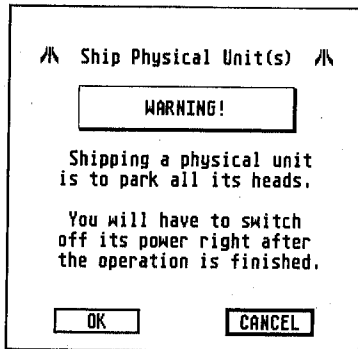 Ship Physical Unit(s)
WARNING!
Shipping a physical unit
is to park all its heads.
You will have to switch
off its power right after
the operation is finished.
OK CANCEL